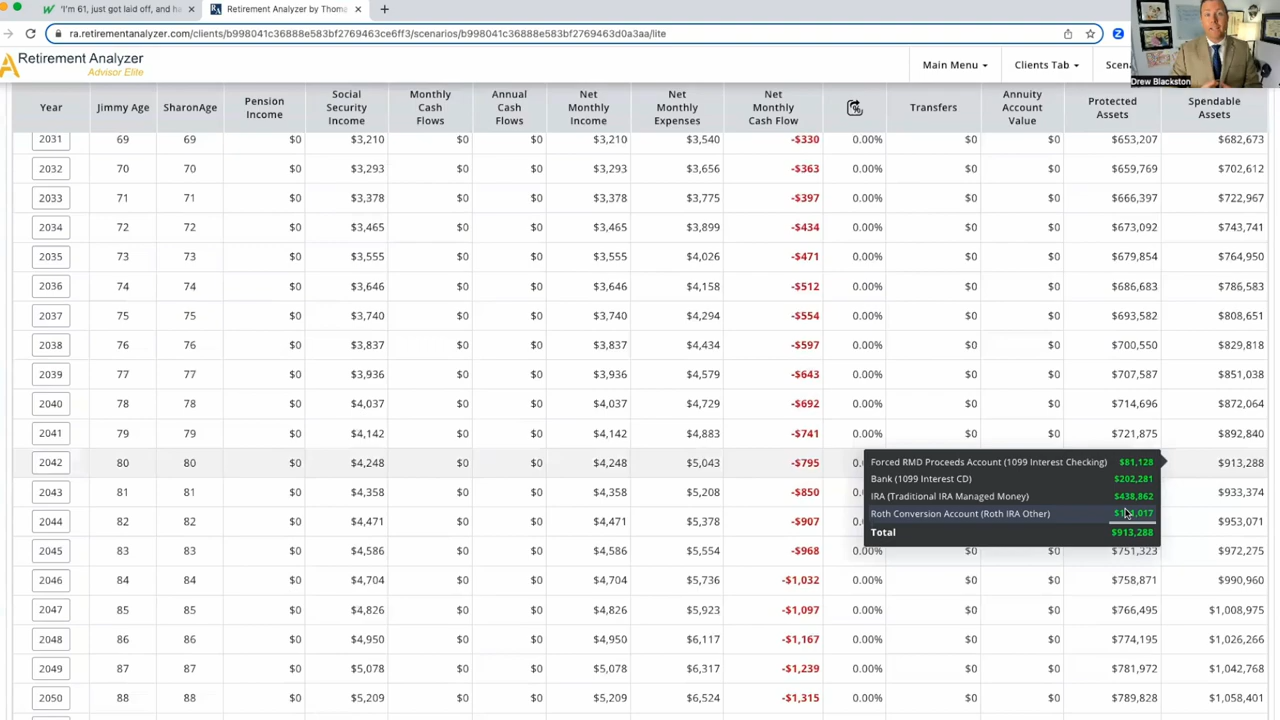 'I'm 61, just got laid off, and ha
Retirement Analyzer by Thoma
ra.retirementanalyzer.com/clients/b998041c36888e583bf2769463ce6ff3/scenarios/b998041c36888e583bf2769463d0a3aa/lite
Retirement Analyzer
Advisor Elite
Main Menu
Clients Tab
Scena
Drew Blackston
Year Jimmy Age SharonAge Pension Income Social Security Income Monthly Cash Flows Annual Cash Flows Net Monthly Income Net Monthly Expenses Net Monthly Cash Flow % Transfers Annuity Account Value Protected Assets Spendable Assets
2031 69 69 $0 $3,210 $0 $0 $3,210 $3,540 -$330 0.00% $0 $0 $653,207 $682,673
2032 70 70 $0 $3,293 $0 $0 $3,293 $3,656 -$363 0.00% $0 $0 $659,769 $702,612
2033 71 71 $0 $3,378 $0 $0 $3,378 $3,775 -$397 0.00% $0 $0 $666,397 $722,967
2034 72 72 $0 $3,465 $0 $0 $3,465 $3,899 -$434 0.00% $0 $0 $673,092 $743,741
2035 73 73 $0 $3,555 $0 $0 $3,555 $4,026 -$471 0.00% $0 $0 $679,854 $764,950
2036 74 74 $0 $3,646 $0 $0 $3,646 $4,158 -$512 0.00% $0 $0 $686,683 $786,583
2037 75 75 $0 $3,740 $0 $0 $3,740 $4,294 -$554 0.00% $0 $0 $693,582 $808,651
2038 76 76 $0 $3,837 $0 $0 $3,837 $4,434 -$597 0.00% $0 $0 $700,550 $829,818
2039 77 77 $0 $3,936 $0 $0 $3,936 $4,579 -$643 0.00% $0 $0 $707,587 $851,038
2040 78 78 $0 $4,037 $0 $0 $4,037 $4,729 -$692 0.00% $0 $0 $714,696 $872,064
2041 79 79 $0 $4,142 $0 $0 $4,142 $4,883 -$741 0.00% $0 $0 $721,875 $892,840
2042 80 80 $0 $4,248 $0 $0 $4,248 $5,043 -$795 0. $913,288
2043 81 81 $0 $4,358 $0 $0 $4,358 $5,208 -$850 0. $933,374
2044 82 82 $0 $4,471 $0 $0 $4,471 $5,378 -$907 0. $953,071
Forced RMD Proceeds Account (1099 Interest Checking) $81,128
Bank (1099 Interest CD) $202,281
IRA (Traditional IRA Managed Money) $438,862
Roth Conversion Account (Roth IRA Other)
Total $913,288
2045 83 83 $0 $4,586 $0 $0 $4,586 $5,554 -$968 0.00% $0 $0 $751,323 $972,275
2046 84 84 $0 $4,704 $0 $0 $4,704 $5,736 -$1,032 0.00% $0 $0 $758,871 $990,960
2047 85 85 $0 $4,826 $0 $0 $4,826 $5,923 -$1,097 0.00% $0 $0 $766,495 $1,008,975
2048 86 86 $0 $4,950 $0 $0 $4,950 $6,117 -$1,167 0.00% $0 $0 $774,195 $1,026,266
2049 87 87 $0 $5,078 $0 $0 $5,078 $6,317 -$1,239 0.00% $0 $0 $781,972 $1,042,768
2050 88 88 $0 $5,209 $0 $0 $5,209 $6,524 -$1,315 0.00% $0 $0 $789,828 $1,058,401